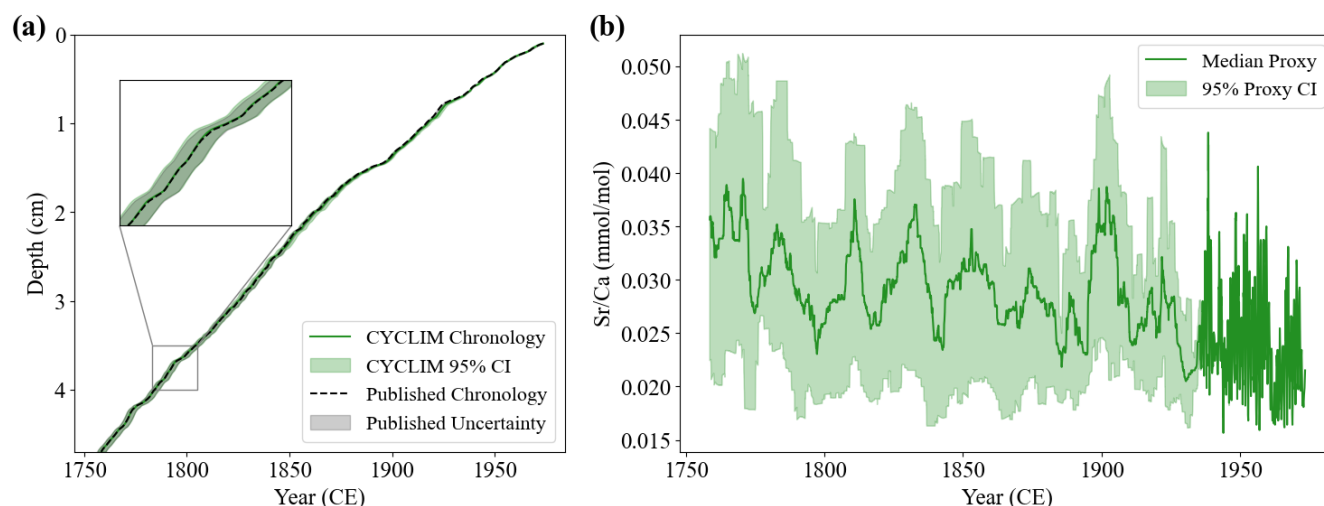 (a)
0
1
2
3
4
Depth (cm)
1750
1800
1850
1900
1950
Year (CE)
CYCLIM Chronology
CYCLIM 95% CI
Published Chronology
Published Uncertainty
(b)
0.050
0.045
0.040
0.035
0.030
0.025
0.020
0.015
Sr/Ca (mmol/mol)
1750
1800
1850
1900
1950
Year (CE)
Median Proxy
95% Proxy CI